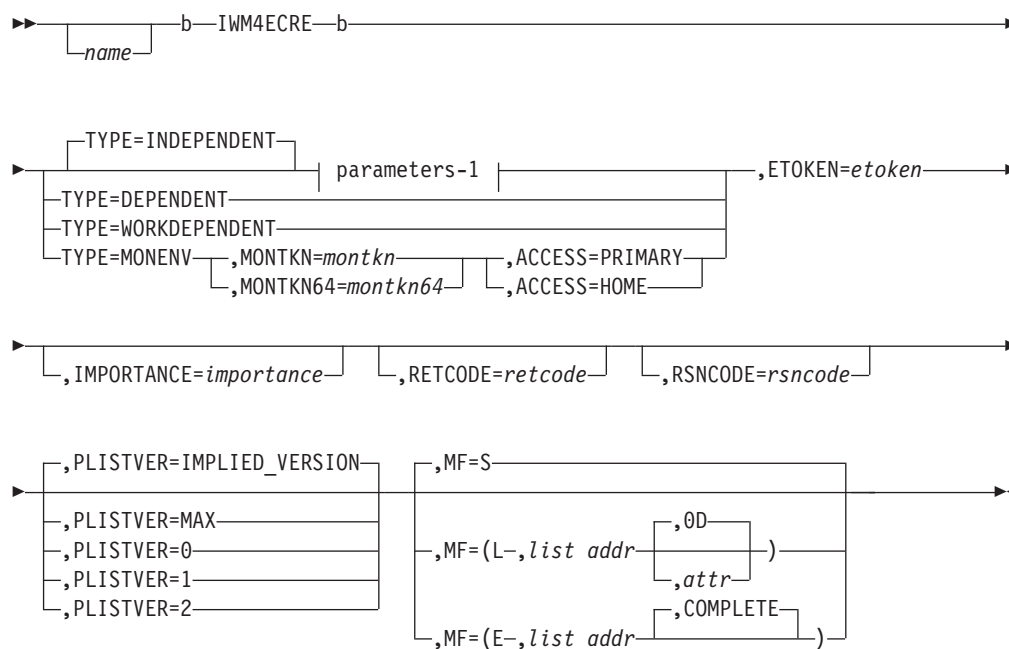 b IWM4ECRE b
name
TYPE=INDEPENDENT
parameters-1 ,ETOKEN=etoken
TYPE=DEPENDENT
TYPE=WORKDEPENDENT
TYPE=MONENV ,MONTKN=montkn ,ACCESS=PRIMARY
,MONTKN64=montkn64 ,ACCESS=HOME
,IMPORTANCE=importance ,RETCODE=retcode ,RSNCODE=rsncode
,PLISTVER=IMPLIED_VERSION ,MF=S
,PLISTVER=MAX ,0D
,PLISTVER=0 ,MF=(L ,list addr )
,PLISTVER=1 ,attr
,PLISTVER=2 ,COMPLETE
,MF=(E ,list addr )